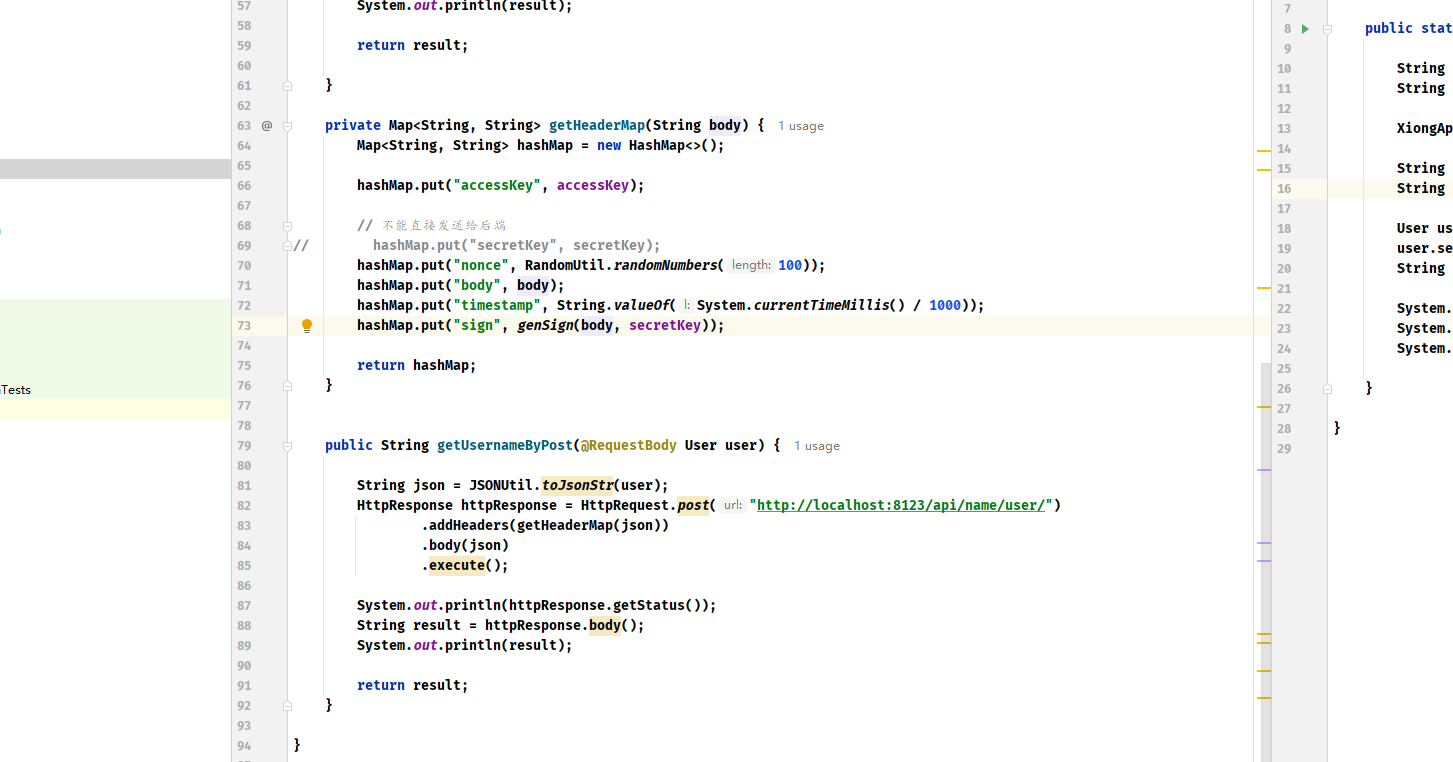 57 System.out.println(result);
58
59 return result;
60
61 }
62
63 @ private Map<String, String> getHeaderMap(String body) { 1 usage
64 Map<String, String> hashMap = new HashMap<>();
65
66 hashMap.put("accessKey", accessKey);
67
68 // 不能直接发送给后端
69 // hashMap.put("secretKey", secretKey);
70 hashMap.put("nonce", RandomUtil.randomNumbers( length: 100));
71 hashMap.put("body", body);
72 hashMap.put("timestamp", String.valueOf( l: System.currentTimeMillis() / 1000));
73 hashMap.put("sign", genSign(body, secretKey));
74
75 return hashMap;
76 }
77
78
79 public String getUsernameByPost(@RequestBody User user) { 1 usage
80
81 String json = JSONUtil.toJsonStr(user);
82 HttpResponse httpResponse = HttpRequest.post( url: "http://localhost:8123/api/name/user/")
83 .addHeaders(getHeaderMap(json))
84 .body(json)
85 .execute();
86
87 System.out.println(httpResponse.getStatus());
88 String result = httpResponse.body();
89 System.out.println(result);
90
91 return result;
92 }
93
94 }
Tests
7
8 public stat
9
10 String
11 String
12
13 XiongAp
14
15 String
16 String
17
18 User us
19 user.se
20 String
21
22 System.
23 System.
24 System.
25
26 }
27
28 }
29